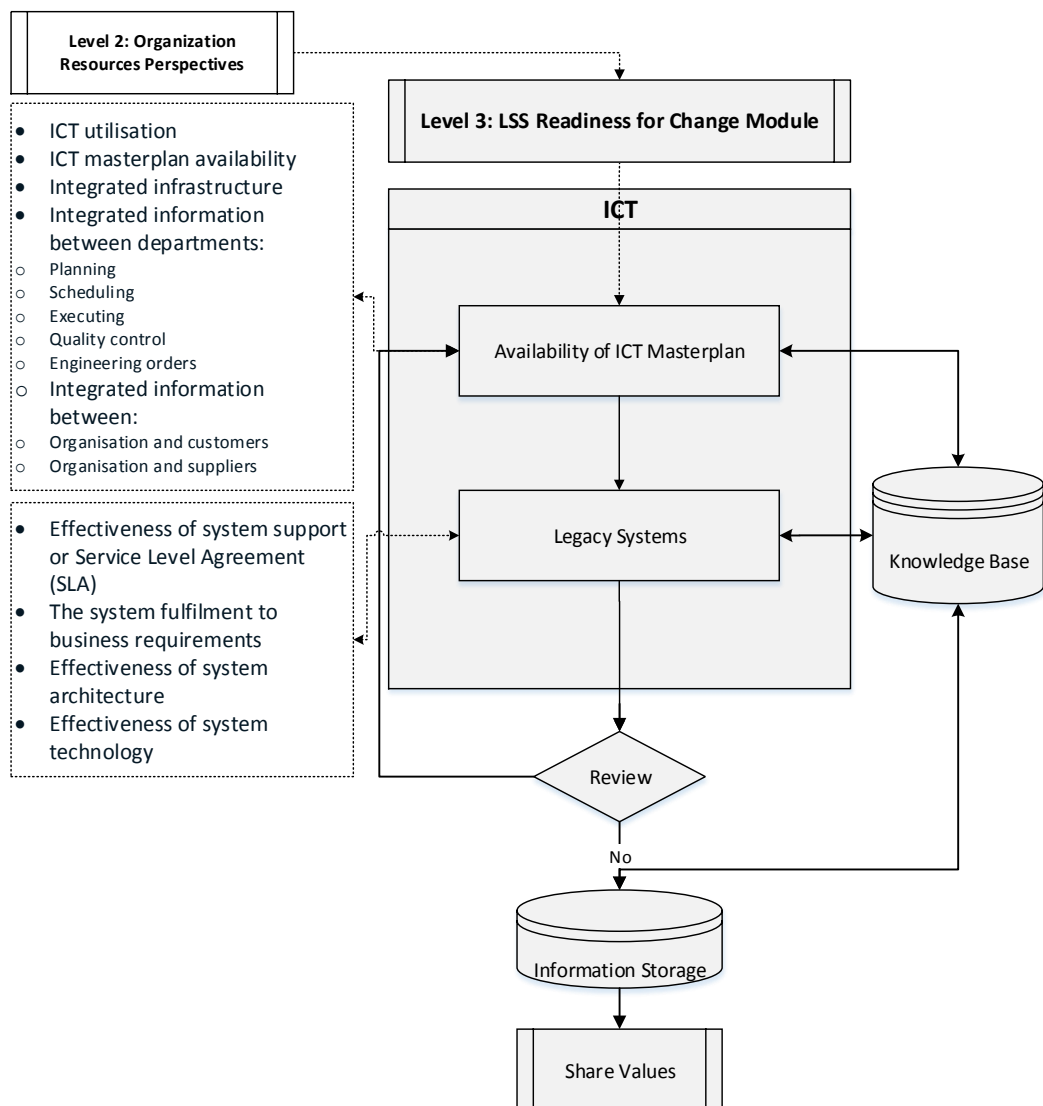 Level 2: Organization
Resources Perspectives
Level 3: LSS Readiness for Change Module
• ICT utilisation
• ICT masterplan availability
• Integrated infrastructure
• Integrated information
between departments:
o Planning
o Scheduling
o Executing
o Quality control
o Engineering orders
o Integrated information
between:
o Organisation and customers
o Organisation and suppliers
• Effectiveness of system support
or Service Level Agreement
(SLA)
• The system fulfilment to
business requirements
• Effectiveness of system
architecture
• Effectiveness of system
technology
ICT
Availability of ICT Masterplan
Legacy Systems
Knowledge Base
Review
No
Information Storage
Share Values